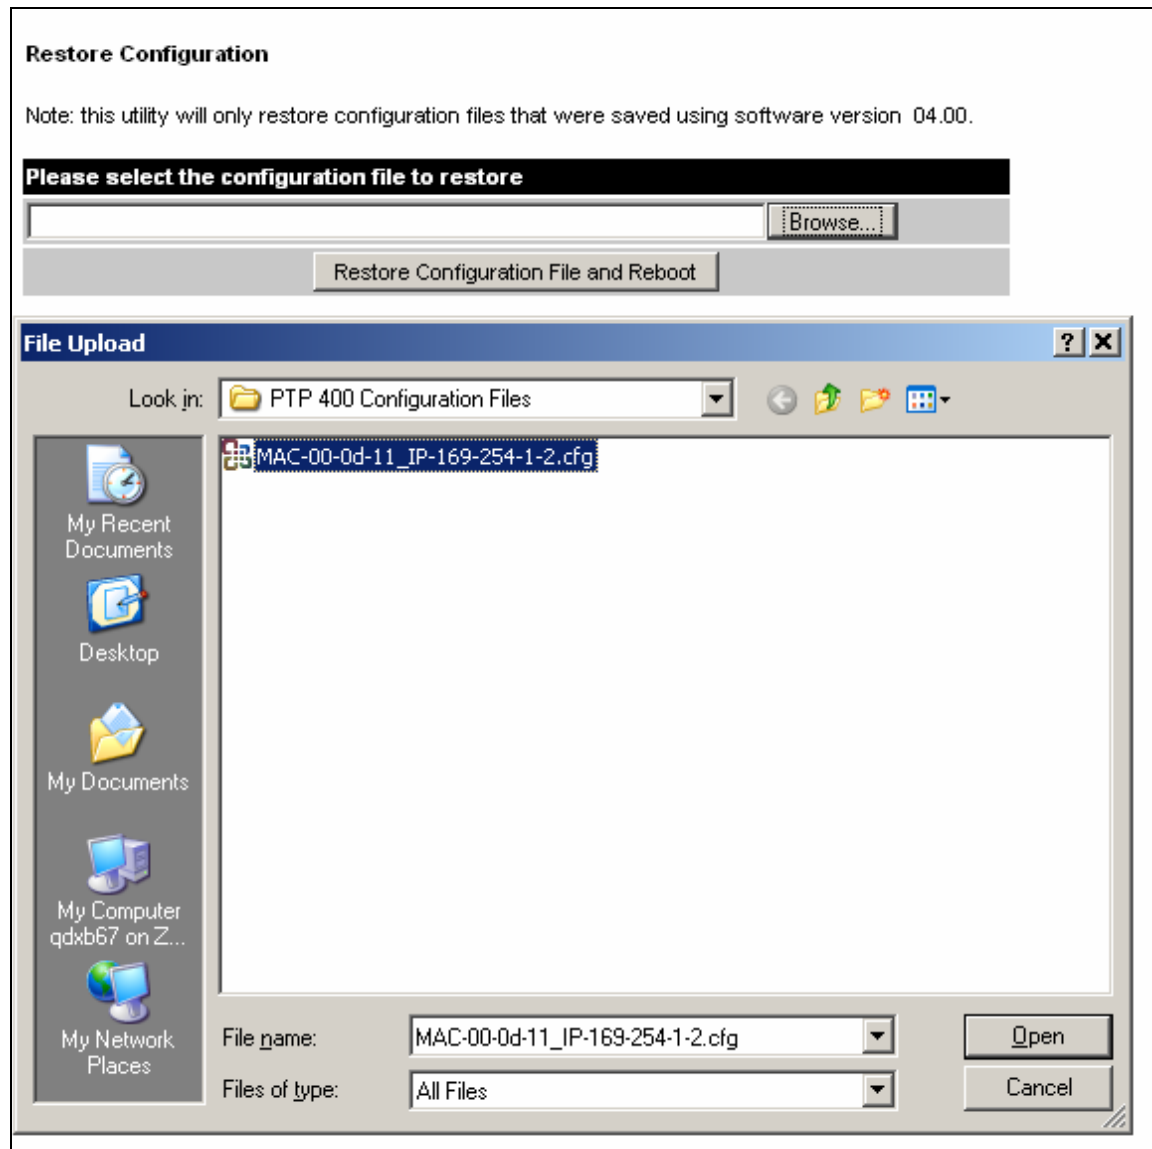 Restore Configuration
Note: this utility will only restore configuration files that were saved using software version 04.00.
Please select the configuration file to restore
Browse...
Restore Configuration File and Reboot
File Upload
Look in:
PTP 400 Configuration Files
MAC-00-0d-11_IP-169-254-1-2.cfg
My Recent
Documents
Desktop
My Documents
My Computer
qdxb67 on Z...
My Network
Places
File name:
MAC-00-0d-11_IP-169-254-1-2.cfg
Open
Files of type:
All Files
Cancel